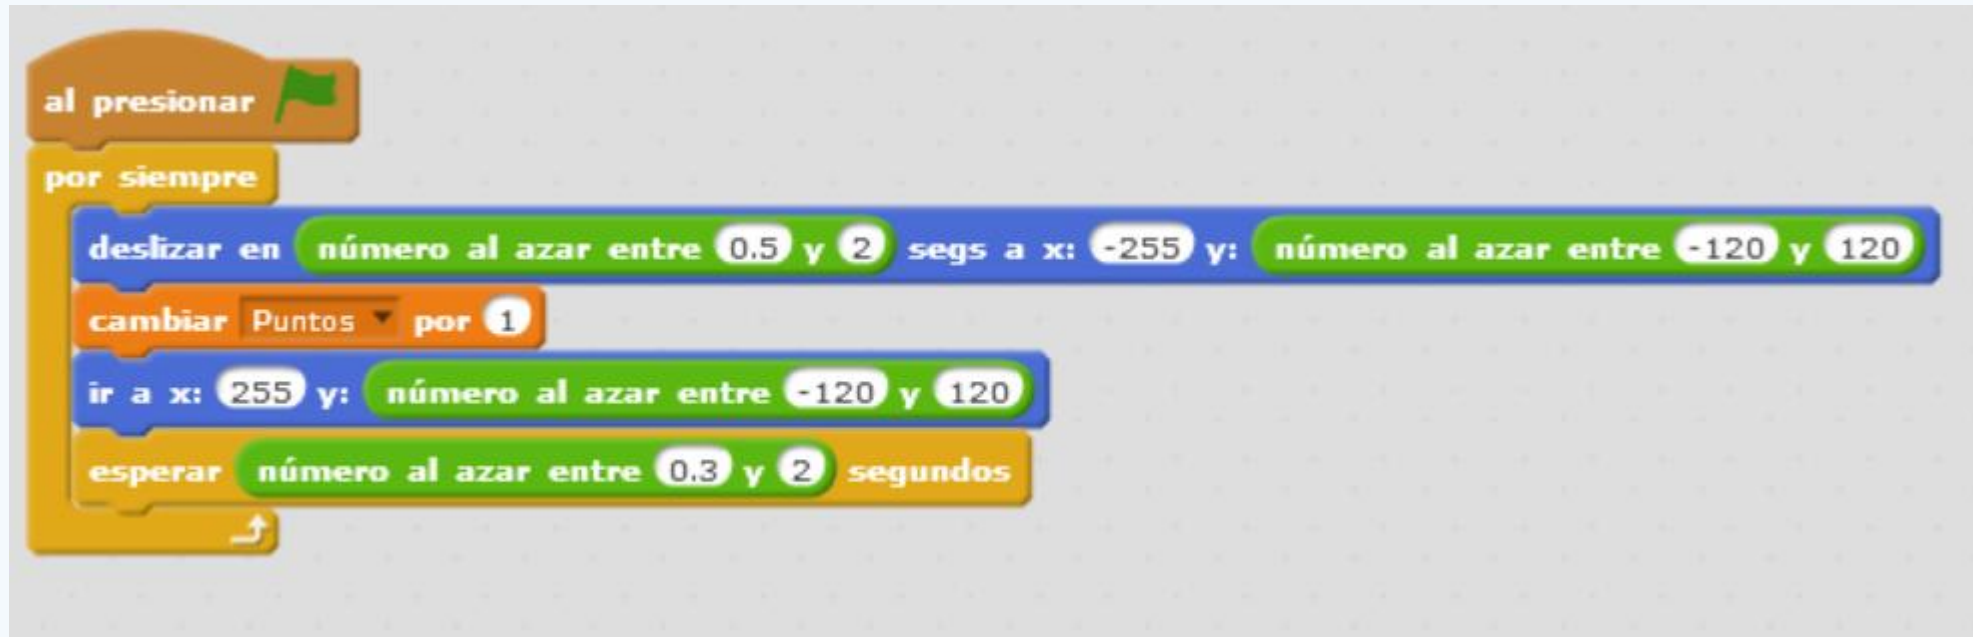 al presionar
por siempre
deslizar en número al azar entre 0.5 y 2 segs a x: -255 y: número al azar entre -120 y 120
cambiar Puntos por 1
ir a x: 255 y: número al azar entre -120 y 120
esperar número al azar entre 0.3 y 2 segundos